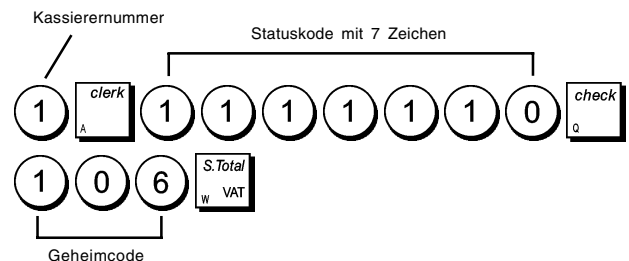 Kassierernummer
Statuskode mit 7 Zeichen
1 clerk A 1 1 1 1 1 1 0 check Q
1 0 6 S.Total W VAT
Geheimcode